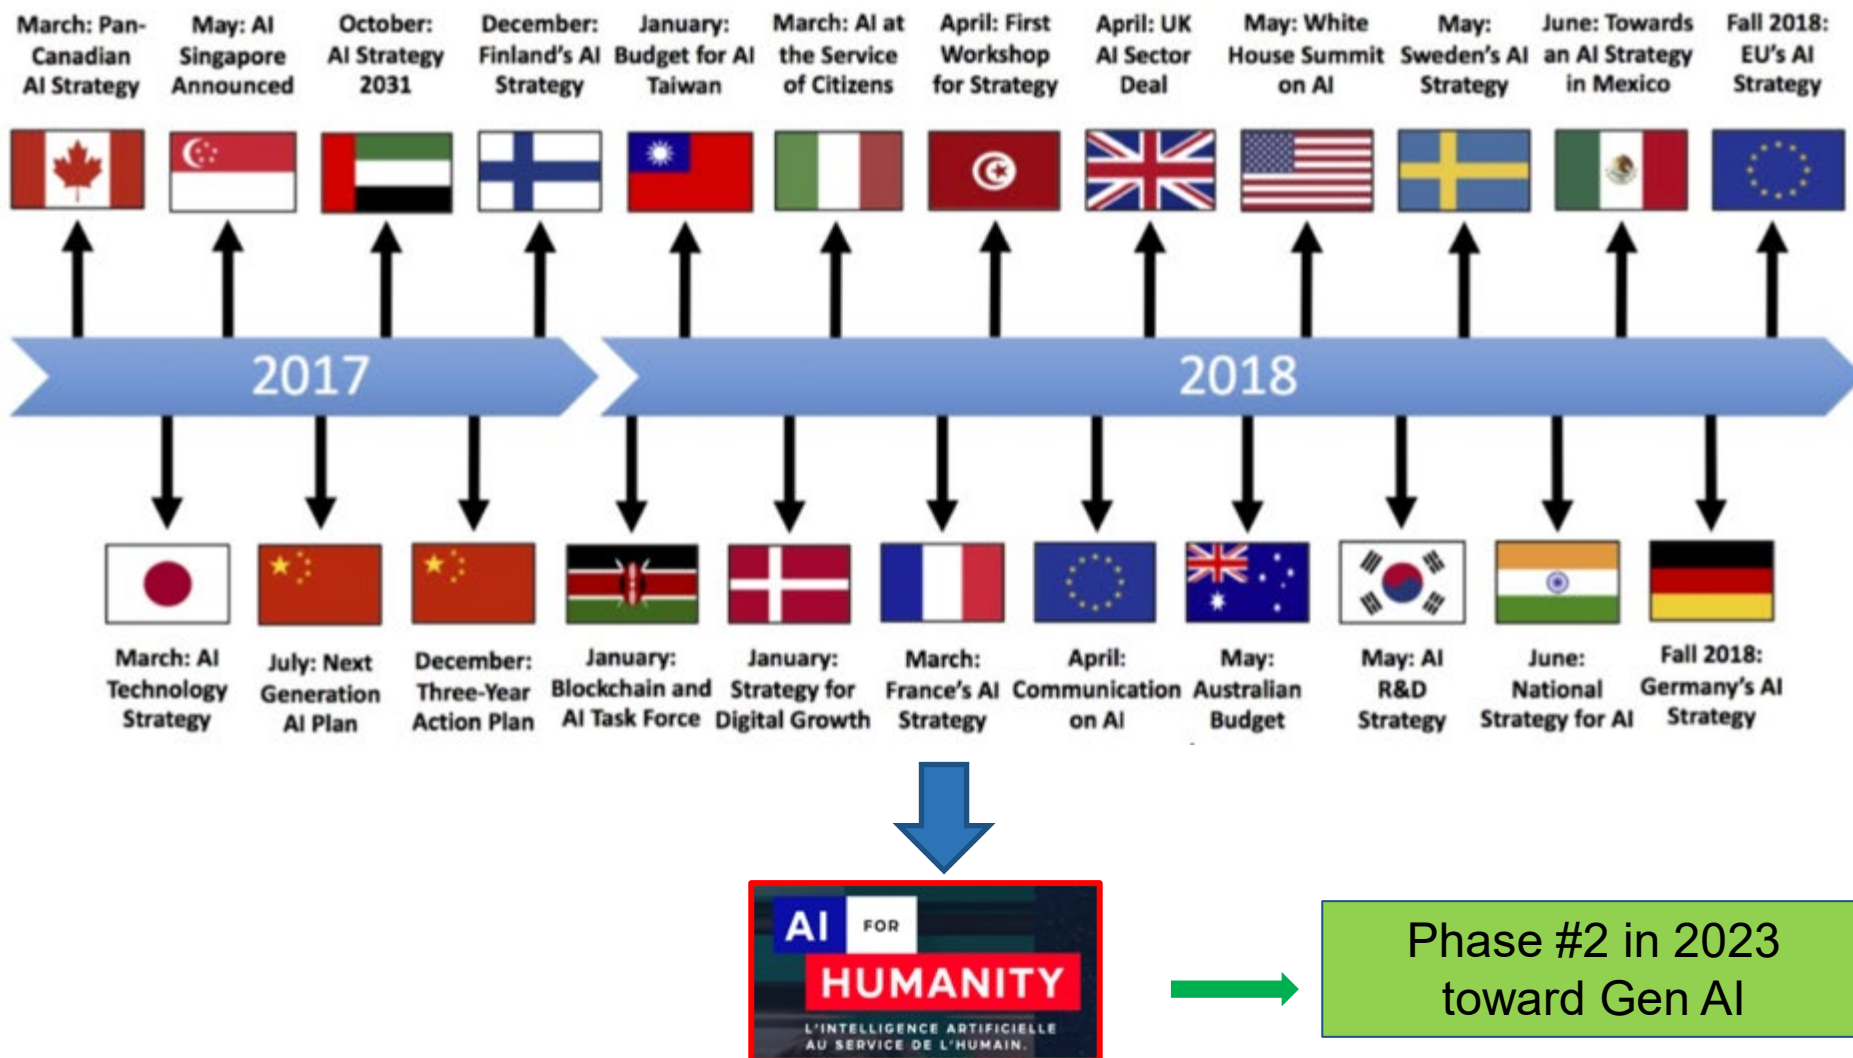 March: Pan-
Canadian
AI Strategy
May: AI
Singapore
Announced
October:
AI Strategy
2031
December:
Finland's AI
Strategy
January:
Budget for AI
Taiwan
March: AI at
the Service
of Citizens
April: First
Workshop
for Strategy
April: UK
AI Sector
Deal
May: White
House Summit
on AI
May:
Sweden's AI
Strategy
June: Towards
an AI Strategy
in Mexico
Fall 2018:
EU's AI
Strategy
2017
2018
March: AI
Technology
Strategy
July: Next
Generation
AI Plan
December:
Three-Year
Action Plan
January:
Blockchain and
AI Task Force
January:
Strategy for
Digital Growth
March:
France's AI
Strategy
April:
Communication
on AI
May:
Australian
Budget
May: AI
R&D
Strategy
June:
National
Strategy for AI
Fall 2018:
Germany's AI
Strategy
AI FOR
HUMANITY
L'INTELLIGENCE ARTIFICIELLE
AU SERVICE DE L'HUMAIN.
Phase #2 in 2023
toward Gen AI